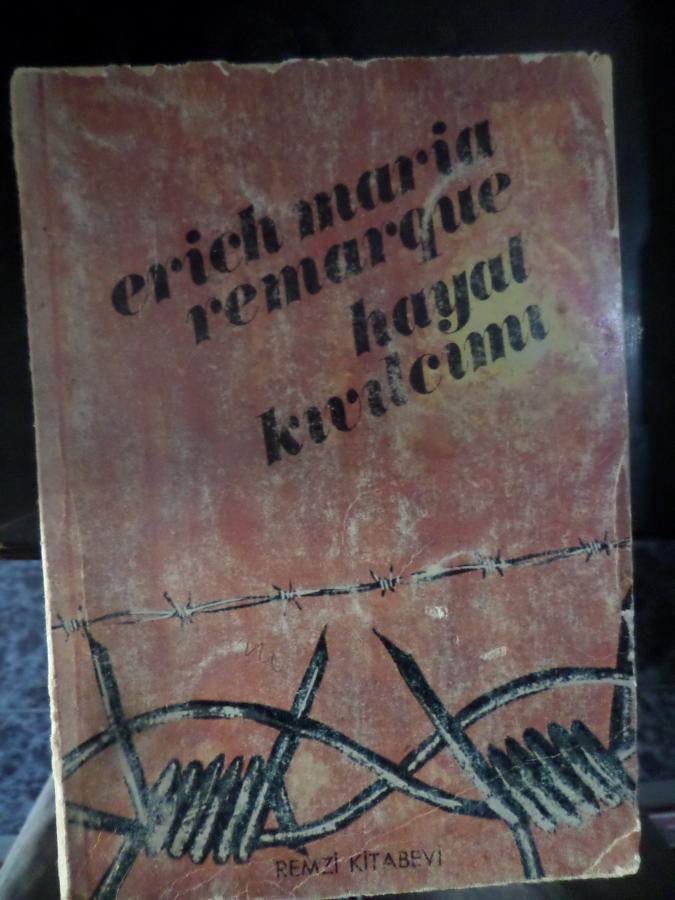 erich maria
remarque
hayat
kıvılcımı
REMZİ KİTABEVİ